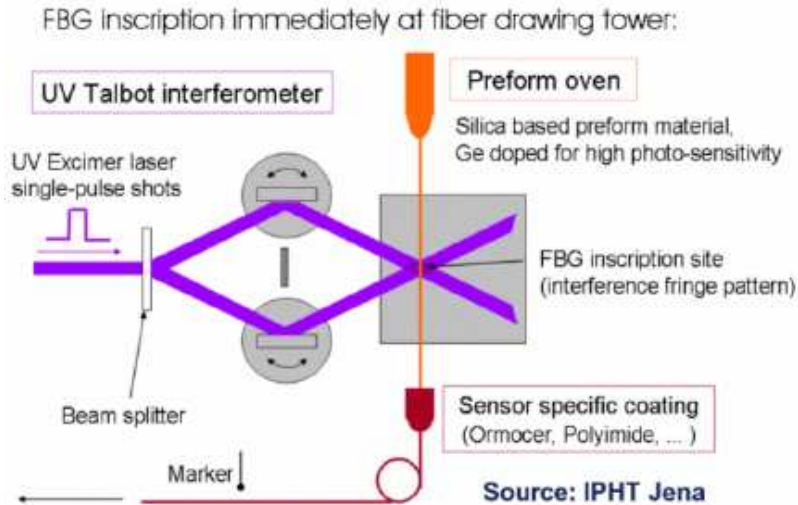 FBG inscription immediately at fiber drawing tower:
UV Talbot interferometer
Preform oven
Silica based preform material,
Ge doped for high photo-sensitivity
UV Excimer laser
single-pulse shots
FBG inscription site
(interference fringe pattern)
Beam splitter
Sensor specific coating
(Ormocer, Polyimide, ... )
Marker
Source: IPHT Jena